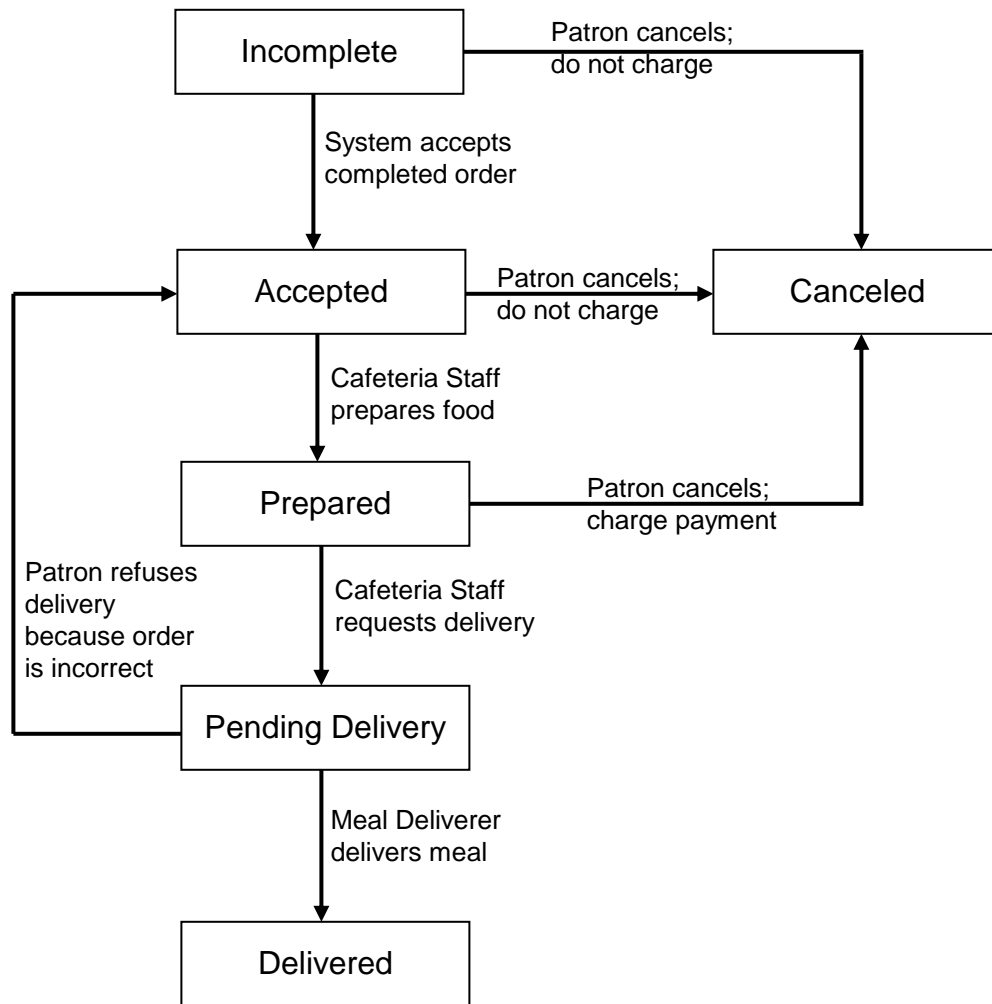 Incomplete
Patron cancels;
do not charge
System accepts
completed order
Accepted
Patron cancels;
do not charge
Canceled
Cafeteria Staff
prepares food
Prepared
Patron cancels;
charge payment
Patron refuses
delivery
because order
is incorrect
Cafeteria Staff
requests delivery
Pending Delivery
Meal Deliverer
delivers meal
Delivered